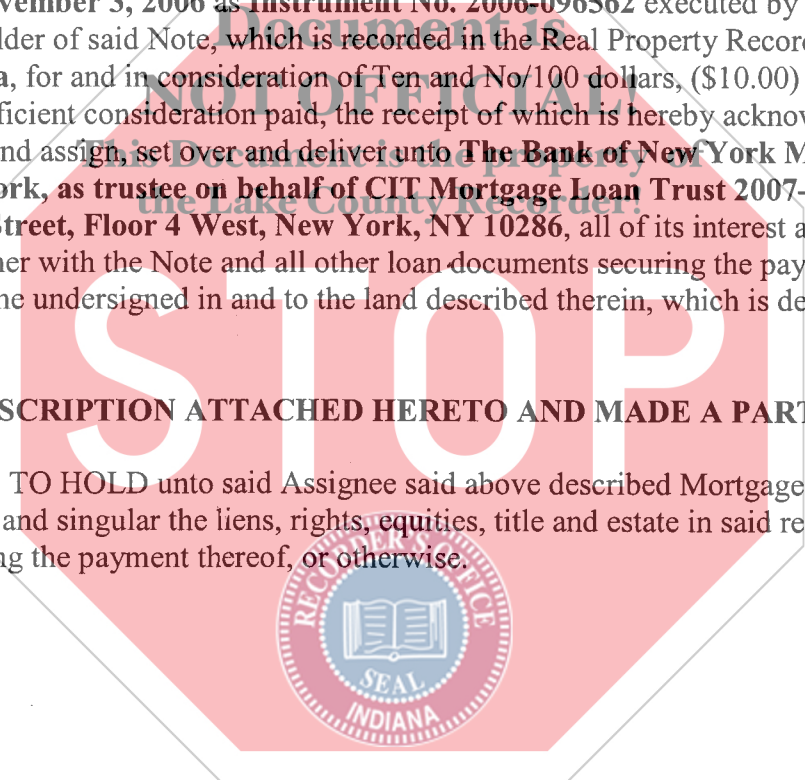 vember 3, 2006 as Instrument No. 2006-096562 executed by
Document is
lder of said Note, which is recorded in the Real Property Recor
a, for and in consideration of Ten and No/100 dollars, ($10.00)
NOT OFFICIAL!
ficient consideration paid, the receipt of which is hereby acknow
nd assign, set over and deliver unto The Bank of New York M
This Document is the property of
ork, as trustee on behalf of CIT Mortgage Loan Trust 2007-
the Lake County Recorder!
Street, Floor 4 West, New York, NY 10286, all of its interest a
her with the Note and all other loan documents securing the pay
he undersigned in and to the land described therein, which is de
STOP
SCRIPTION ATTACHED HERETO AND MADE A PART
TO HOLD unto said Assignee said above described Mortgage
and singular the liens, rights, equities, title and estate in said re
ng the payment thereof, or otherwise.
RECORDER'S OFFICE
SEAL
INDIANA